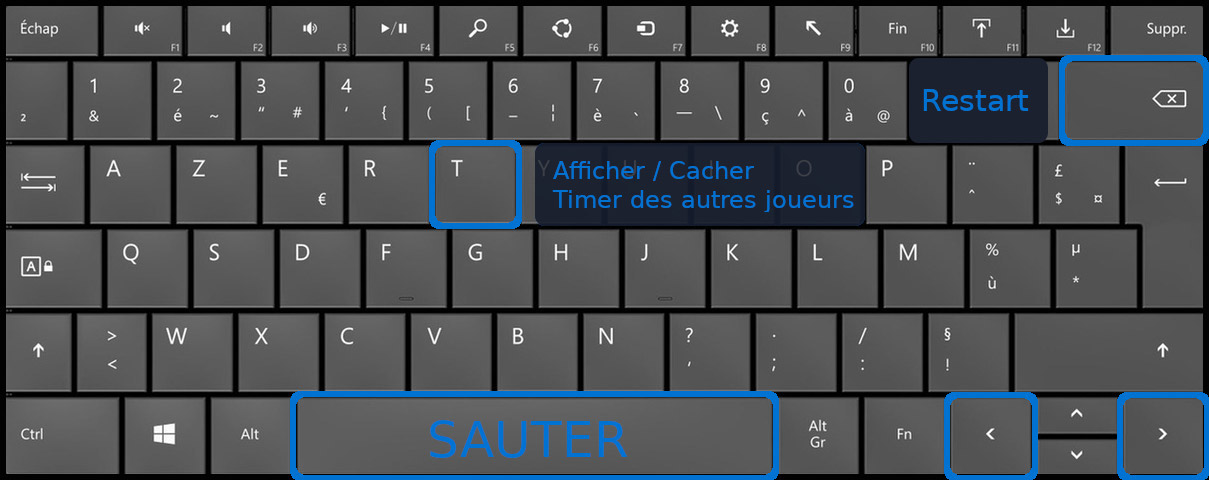 Échap F1 F2 F3 F4 F5 F6 F7 F8 F9 Fin F10 F11 F12 Suppr.
² 1 & 2 é ~ 3 “ # 4 ‘ { 5 ( [ 6 – ¦ 7 è ` 8 — \ 9 ç ^ 0 à @ Restart
A Z E € R T Afficher / Cacher O P ¨ ^ £ $ ¤
Timer des autres joueurs
A Q S D F G H J K L M % ù µ *
> < W X C V B N ? , . ; / : § !
Ctrl Alt SAUTER Alt Gr Fn < >